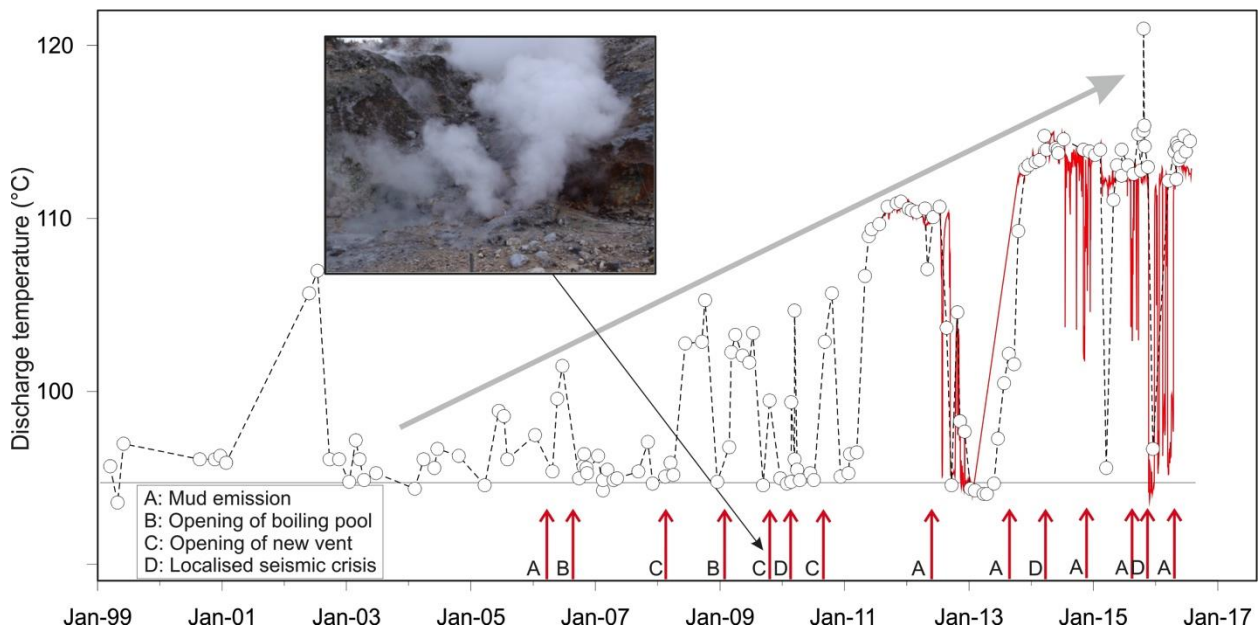 120
110
100
Discharge temperature (°C)
A: Mud emission
B: Opening of boiling pool
C: Opening of new vent
D: Localised seismic crisis
A B C B C D C A A D A A D A
Jan-99 Jan-01 Jan-03 Jan-05 Jan-07 Jan-09 Jan-11 Jan-13 Jan-15 Jan-17